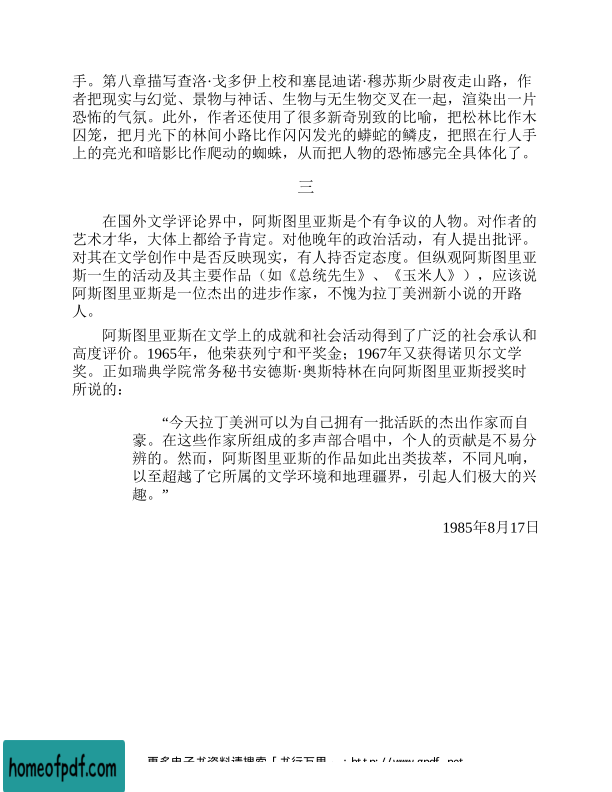 手。第八章描写查洛·戈多伊上校和塞昆迪诺·穆苏斯少尉夜走山路，作
者把现实与幻觉、景物与神话、生物与无生物交叉在一起，渲染出一片
恐怖的气氛。此外，作者还使用了很多新奇别致的比喻，把松林比作木
囚笼，把月光下的林间小路比作闪闪发光的蟒蛇的鳞皮，把照在行人手
上的亮光和暗影比作爬动的蜘蛛，从而把人物的恐怖感完全具体化了。
三
在国外文学评论界中，阿斯图里亚斯是个有争议的人物。对作者的
艺术才华，大体上都给予肯定。对他晚年的政治活动，有人提出批评。
对其在文学创作中是否反映现实，有人持否定态度。但纵观阿斯图里亚
斯一生的活动及其主要作品（如《总统先生》、《玉米人》），应该说
阿斯图里亚斯是一位杰出的进步作家，不愧为拉丁美洲新小说的开路
人。
阿斯图里亚斯在文学上的成就和社会活动得到了广泛的社会承认和
高度评价。1965年，他荣获列宁和平奖金；1967年又获得诺贝尔文学
奖。正如瑞典学院常务秘书安德斯·奥斯特林在向阿斯图里亚斯授奖时
所说的：
“今天拉丁美洲可以为自己拥有一批活跃的杰出作家而自
豪。在这些作家所组成的多声部合唱中，个人的贡献是不易分
辨的。然而，阿斯图里亚斯的作品如此出类拔萃，不同凡响，
以至超越了它所属的文学环境和地理疆界，引起人们极大的兴
趣。”
1985年8月17日
homeofpdf.com
更多电子书资料请搜索「书行万里